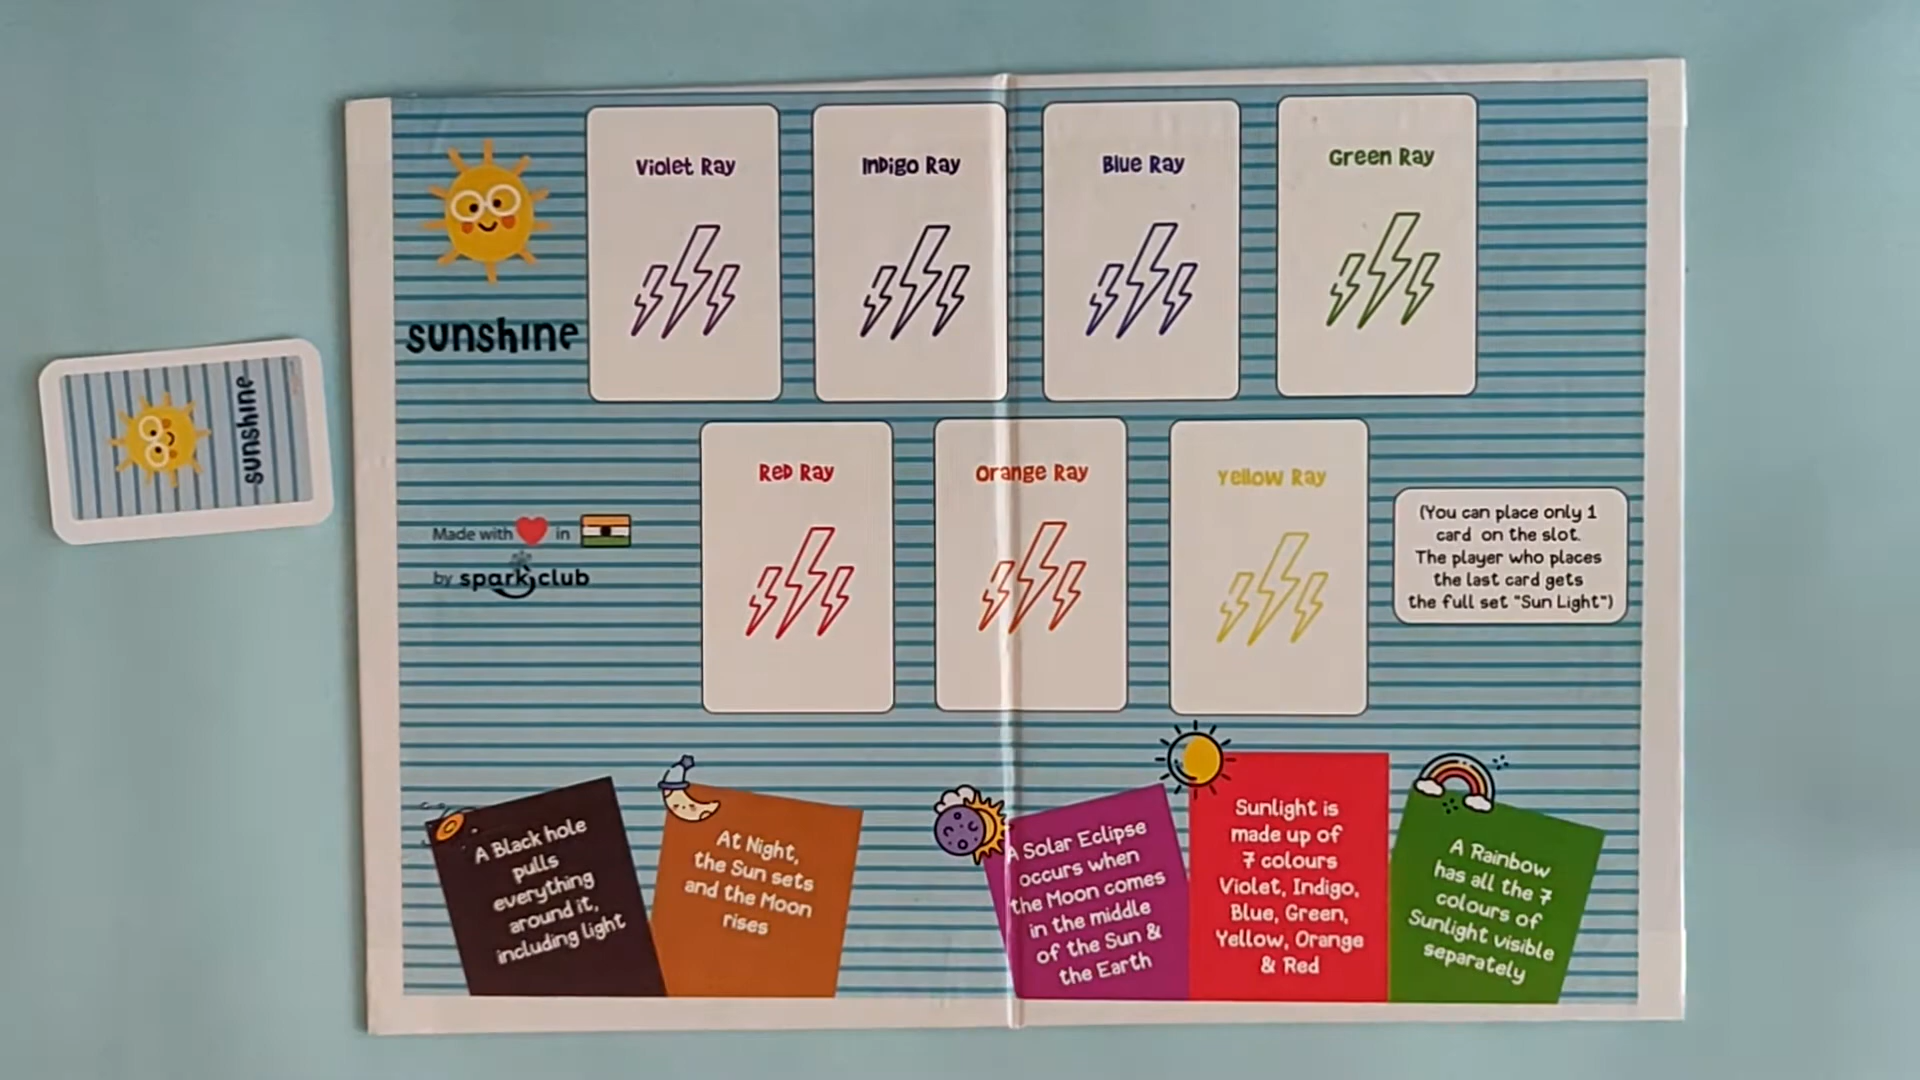 Violet Ray
Indigo Ray
Blue Ray
Green Ray
sunshine
sunshine
Red Ray
Orange Ray
Yellow Ray
Made with in
by spark club
(You can place only 1
card on the slot.
The player who places
the last card gets
the full set "Sun Light")
A Black hole
pulls
everything
around it,
including light
At Night,
the Sun sets
and the Moon
rises
A Solar Eclipse
occurs when
the Moon comes
in the middle
of the Sun &
the Earth
Sunlight is
made up of
7 colours
Violet, Indigo,
Blue, Green,
Yellow, Orange
& Red
A Rainbow
has all the 7
colours of
Sunlight visible
separately